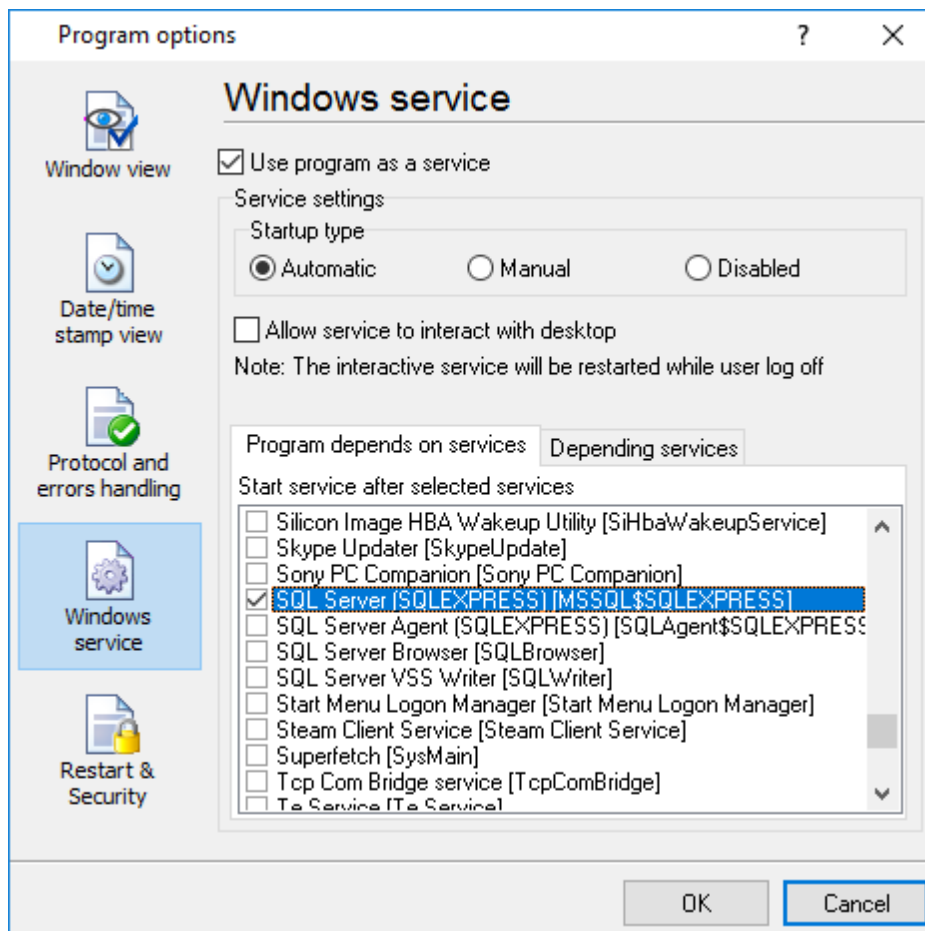 Program options
?
Window view
Date/time
stamp view
Protocol and
errors handling
Windows
service
Restart &
Security
Windows service
Use program as a service
Service settings
Startup type
Automatic
Manual
Disabled
Allow service to interact with desktop
Note: The interactive service will be restarted while user log off
Program depends on services
Depending services
Start service after selected services
Silicon Image HBA Wakeup Utility [SiHbaWakeupService]
Skype Updater [SkypeUpdate]
Sony PC Companion [Sony PC Companion]
SQL Server (SQLEXPRESS) [MSSQL$SQLEXPRESS]
SQL Server Agent (SQLEXPRESS) [SQLAgent$SQLEXPRESS
SQL Server Browser [SQLBrowser]
SQL Server VSS Writer [SQLWriter]
Start Menu Logon Manager [Start Menu Logon Manager]
Steam Client Service [Steam Client Service]
Superfetch [SysMain]
Tcp Com Bridge service [TcpComBridge]
Te Service [Te.Service]
OK
Cancel